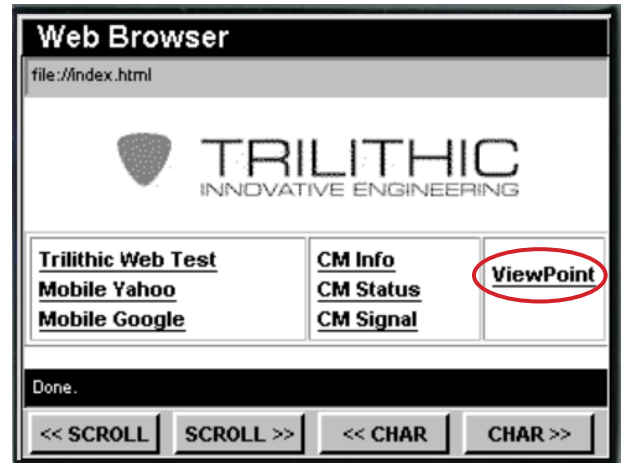 Web Browser
file://index.html
TRILITHIC
INNOVATIVE ENGINEERING
Trilithic Web Test
Mobile Yahoo
Mobile Google
CM Info
CM Status
CM Signal
ViewPoint
Done.
<< SCROLL SCROLL >> << CHAR CHAR >>